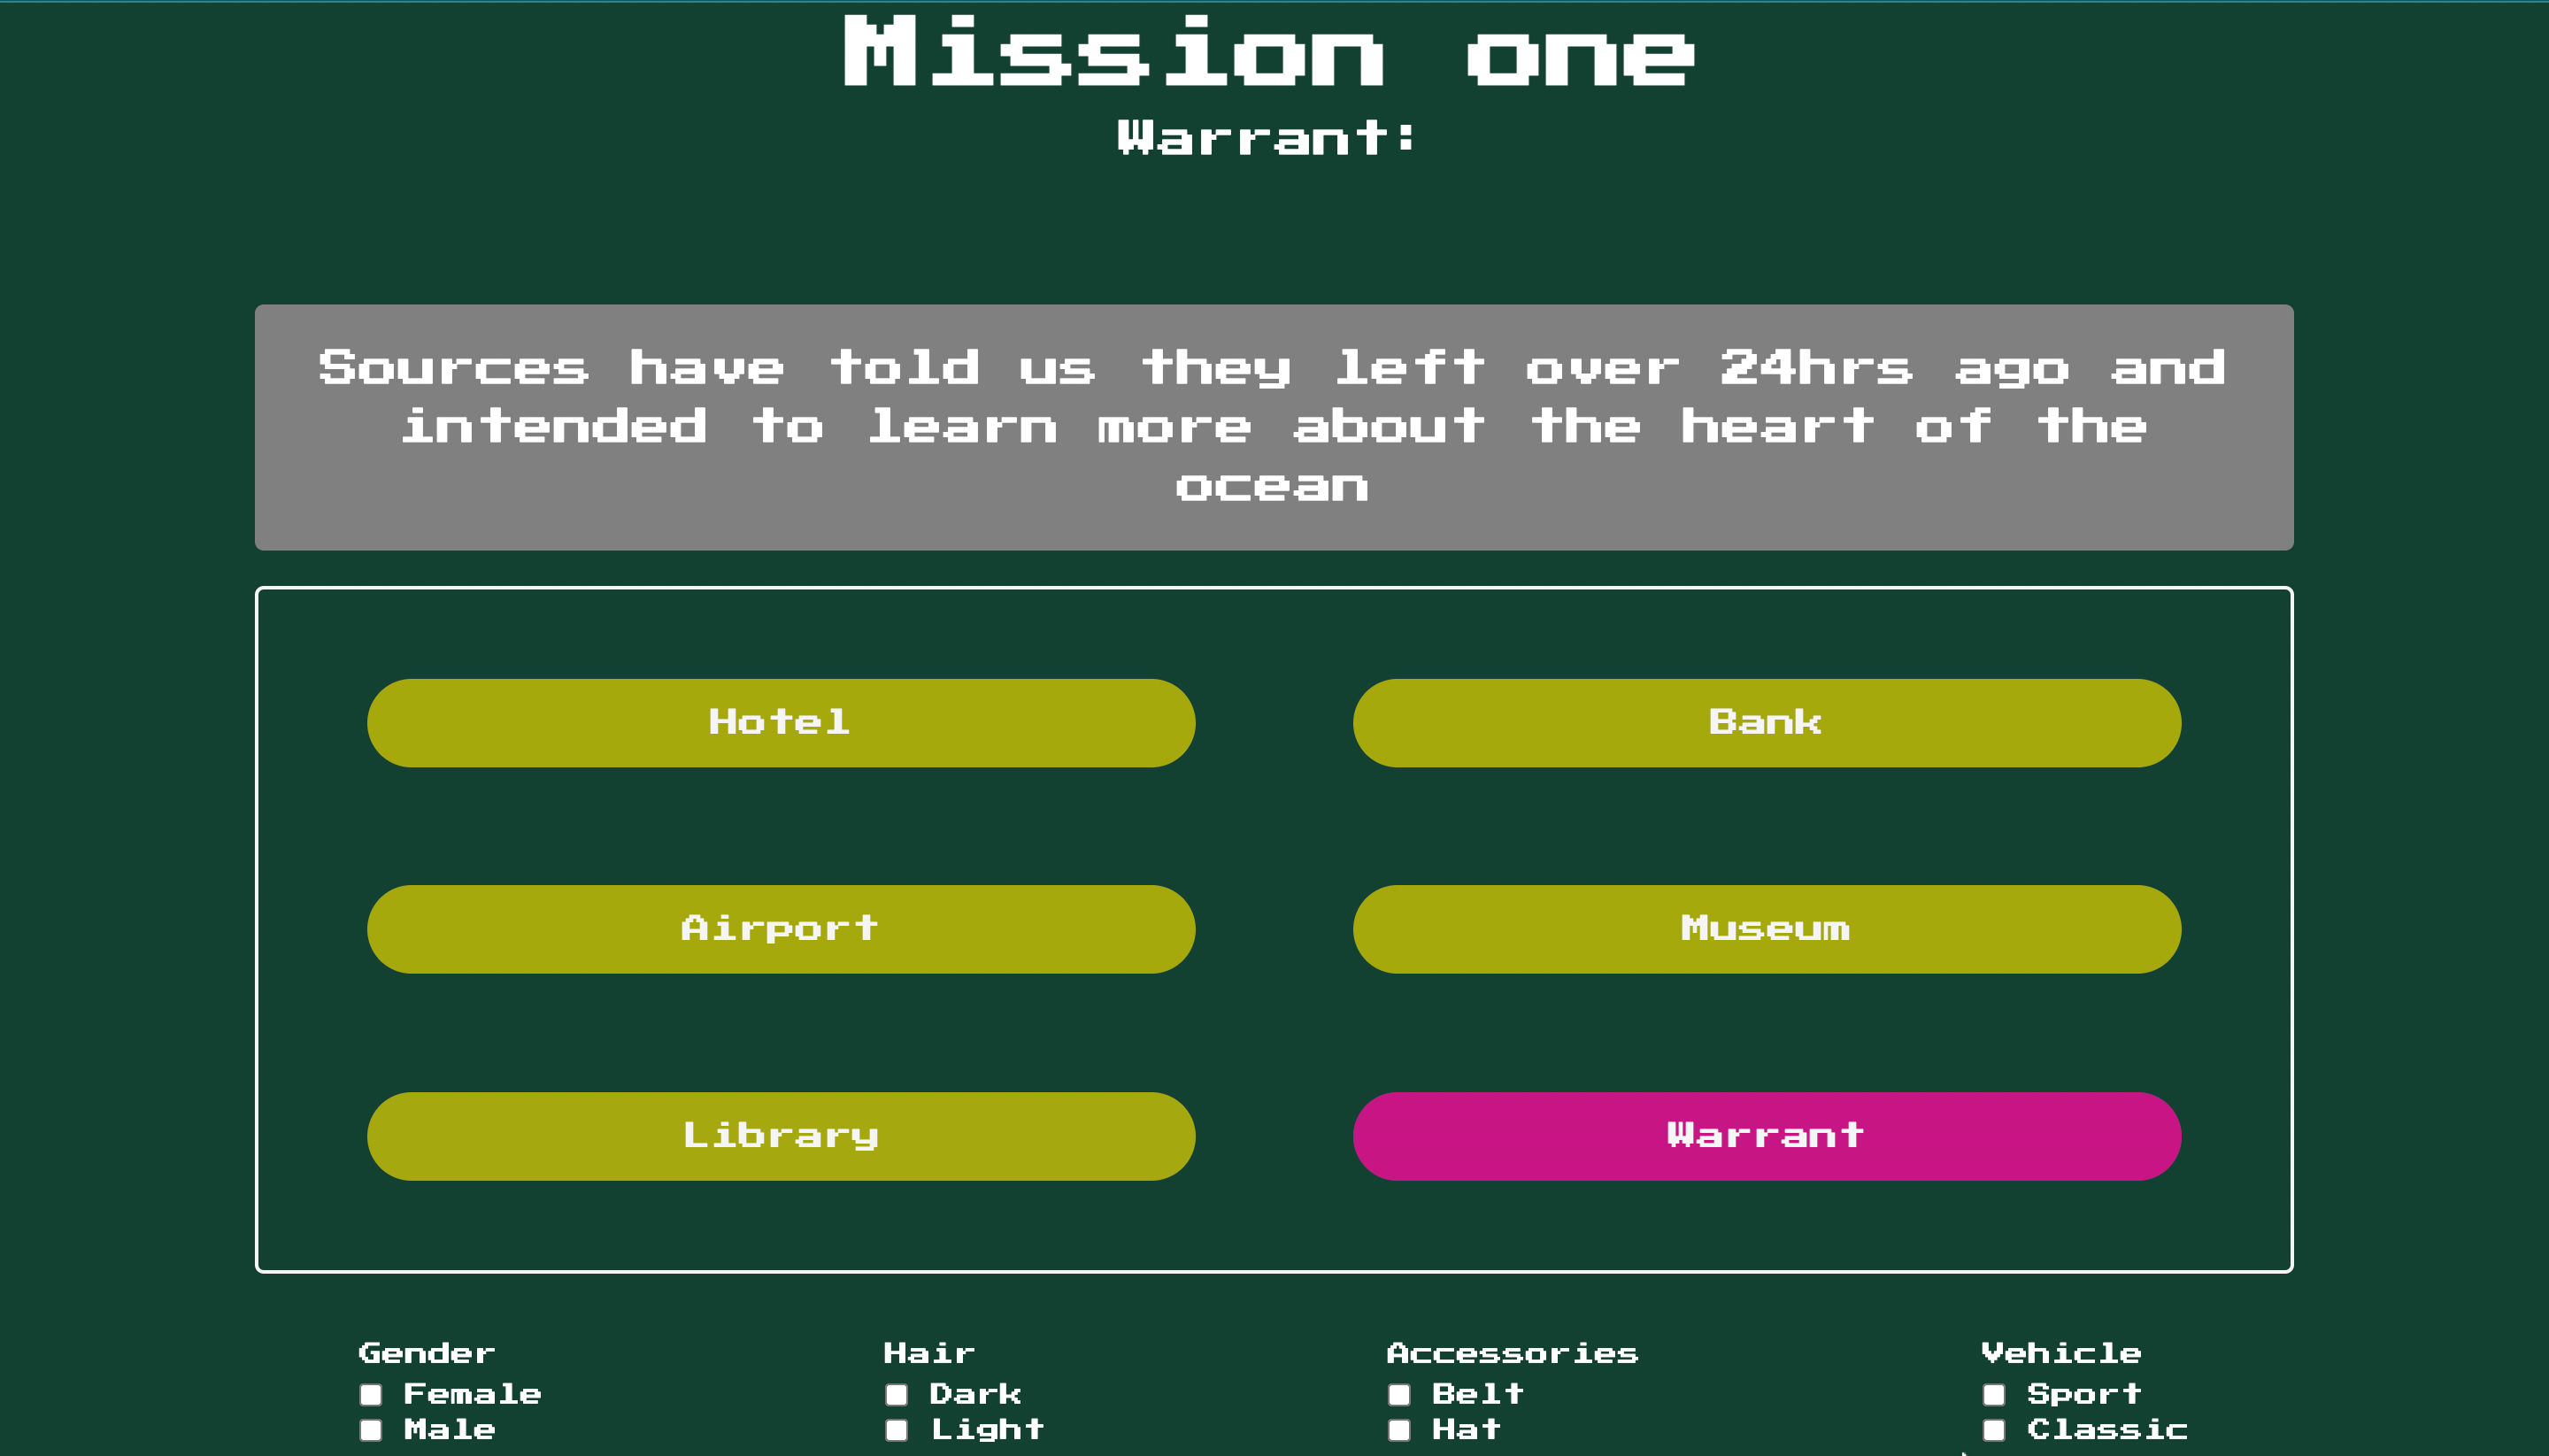 Mission one
Warrant:
Sources have told us they left over 24hrs ago and
intended to learn more about the heart of the
ocean
Hotel
Bank
Airport
Museum
Library
Warrant
Gender
Hair
Accessories
Vehicle
Female
Dark
Belt
Sport
Male
Light
Hat
Classic